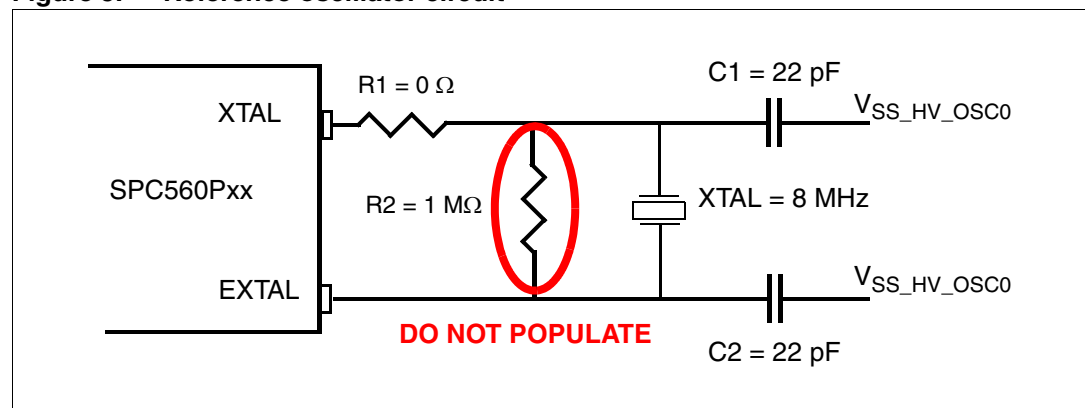 Figure Reference oscillator circuit
C1 = 22 pF
R1 = 0 Ω
XTAL
VSS_HV_OSC0
SPC560Pxx
R2 = 1 MΩ
XTAL = 8 MHz
EXTAL
VSS_HV_OSC0
DO NOT POPULATE
C2 = 22 pF